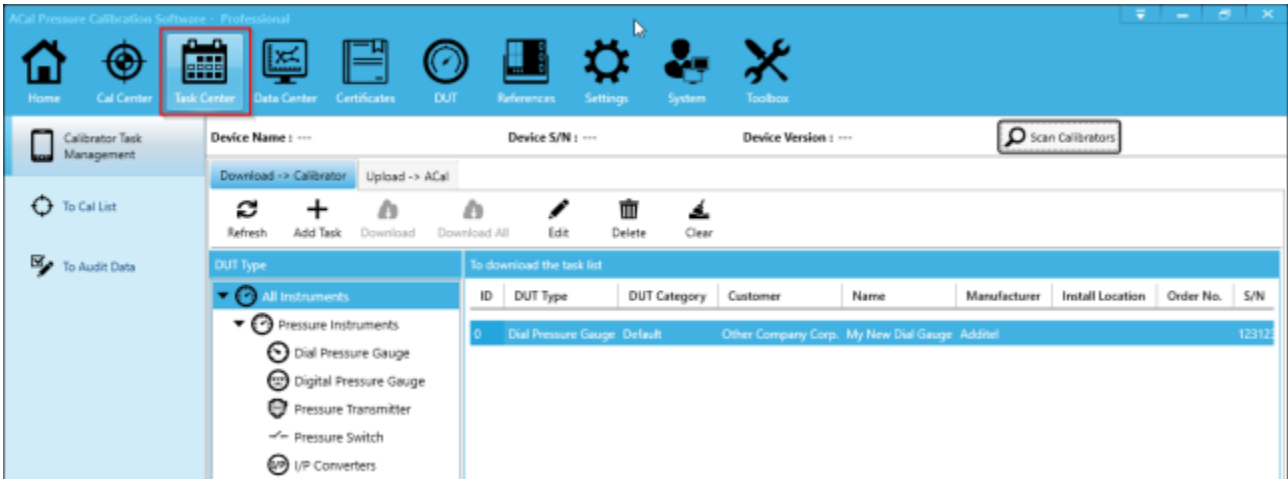 ACal Pressure Calibration Software - Professional
Home Cal Center Task Center Data Center Certificates DUT References Settings System Toolbox
Calibrator Task Management
To Cal List
To Audit Data
Device Name : --- Device S/N : --- Device Version : --- Scan Calibrators
Download -> Calibrator Upload -> ACal
Refresh Add Task Download Download All Edit Delete Clear
DUT Type
All Instruments
Pressure Instruments
Dial Pressure Gauge
Digital Pressure Gauge
Pressure Transmitter
Pressure Switch
I/P Converters
To download the task list
ID DUT Type DUT Category Customer Name Manufacturer Install Location Order No. S/N
0 Dial Pressure Gauge Default Other Company Corp. My New Dial Gauge Additel 123123